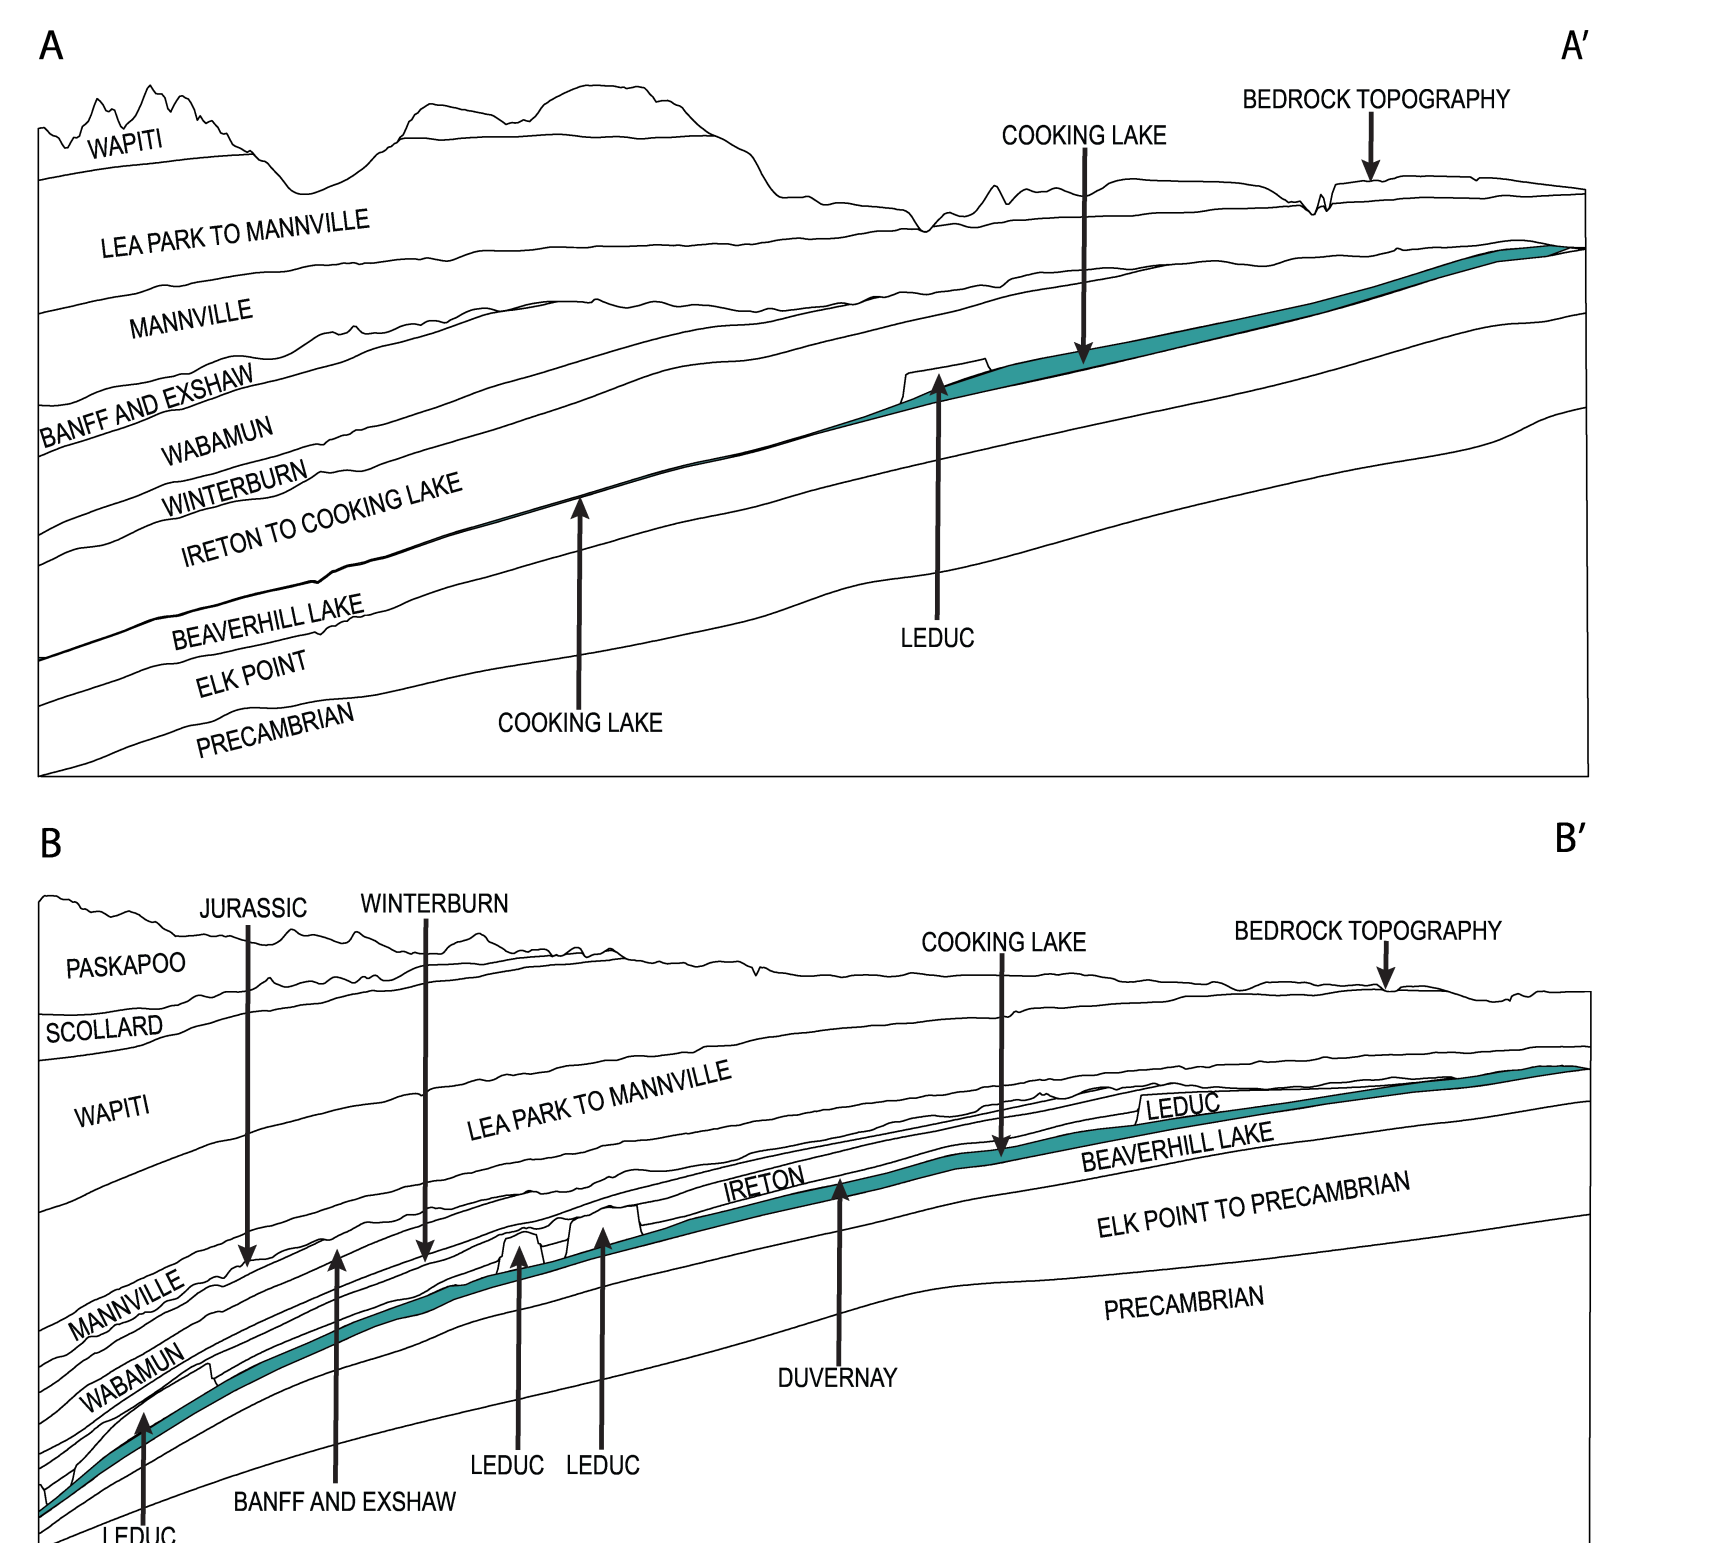 A
A′
BEDROCK TOPOGRAPHY
COOKING LAKE
WAPITI
LEA PARK TO MANNVILLE
MANNVILLE
BANFF AND EXSHAW
WABAMUN
WINTERBURN
IRETON TO COOKING LAKE
BEAVERHILL LAKE
LEDUC
ELK POINT
COOKING LAKE
PRECAMBRIAN
B
B′
JURASSIC
WINTERBURN
COOKING LAKE
BEDROCK TOPOGRAPHY
PASKAPOO
SCOLLARD
WAPITI
LEA PARK TO MANNVILLE
LEDUC
BEAVERHILL LAKE
IRETON
ELK POINT TO PRECAMBRIAN
MANNVILLE
PRECAMBRIAN
WABAMUN
DUVERNAY
LEDUC
LEDUC
BANFF AND EXSHAW
LEDUC